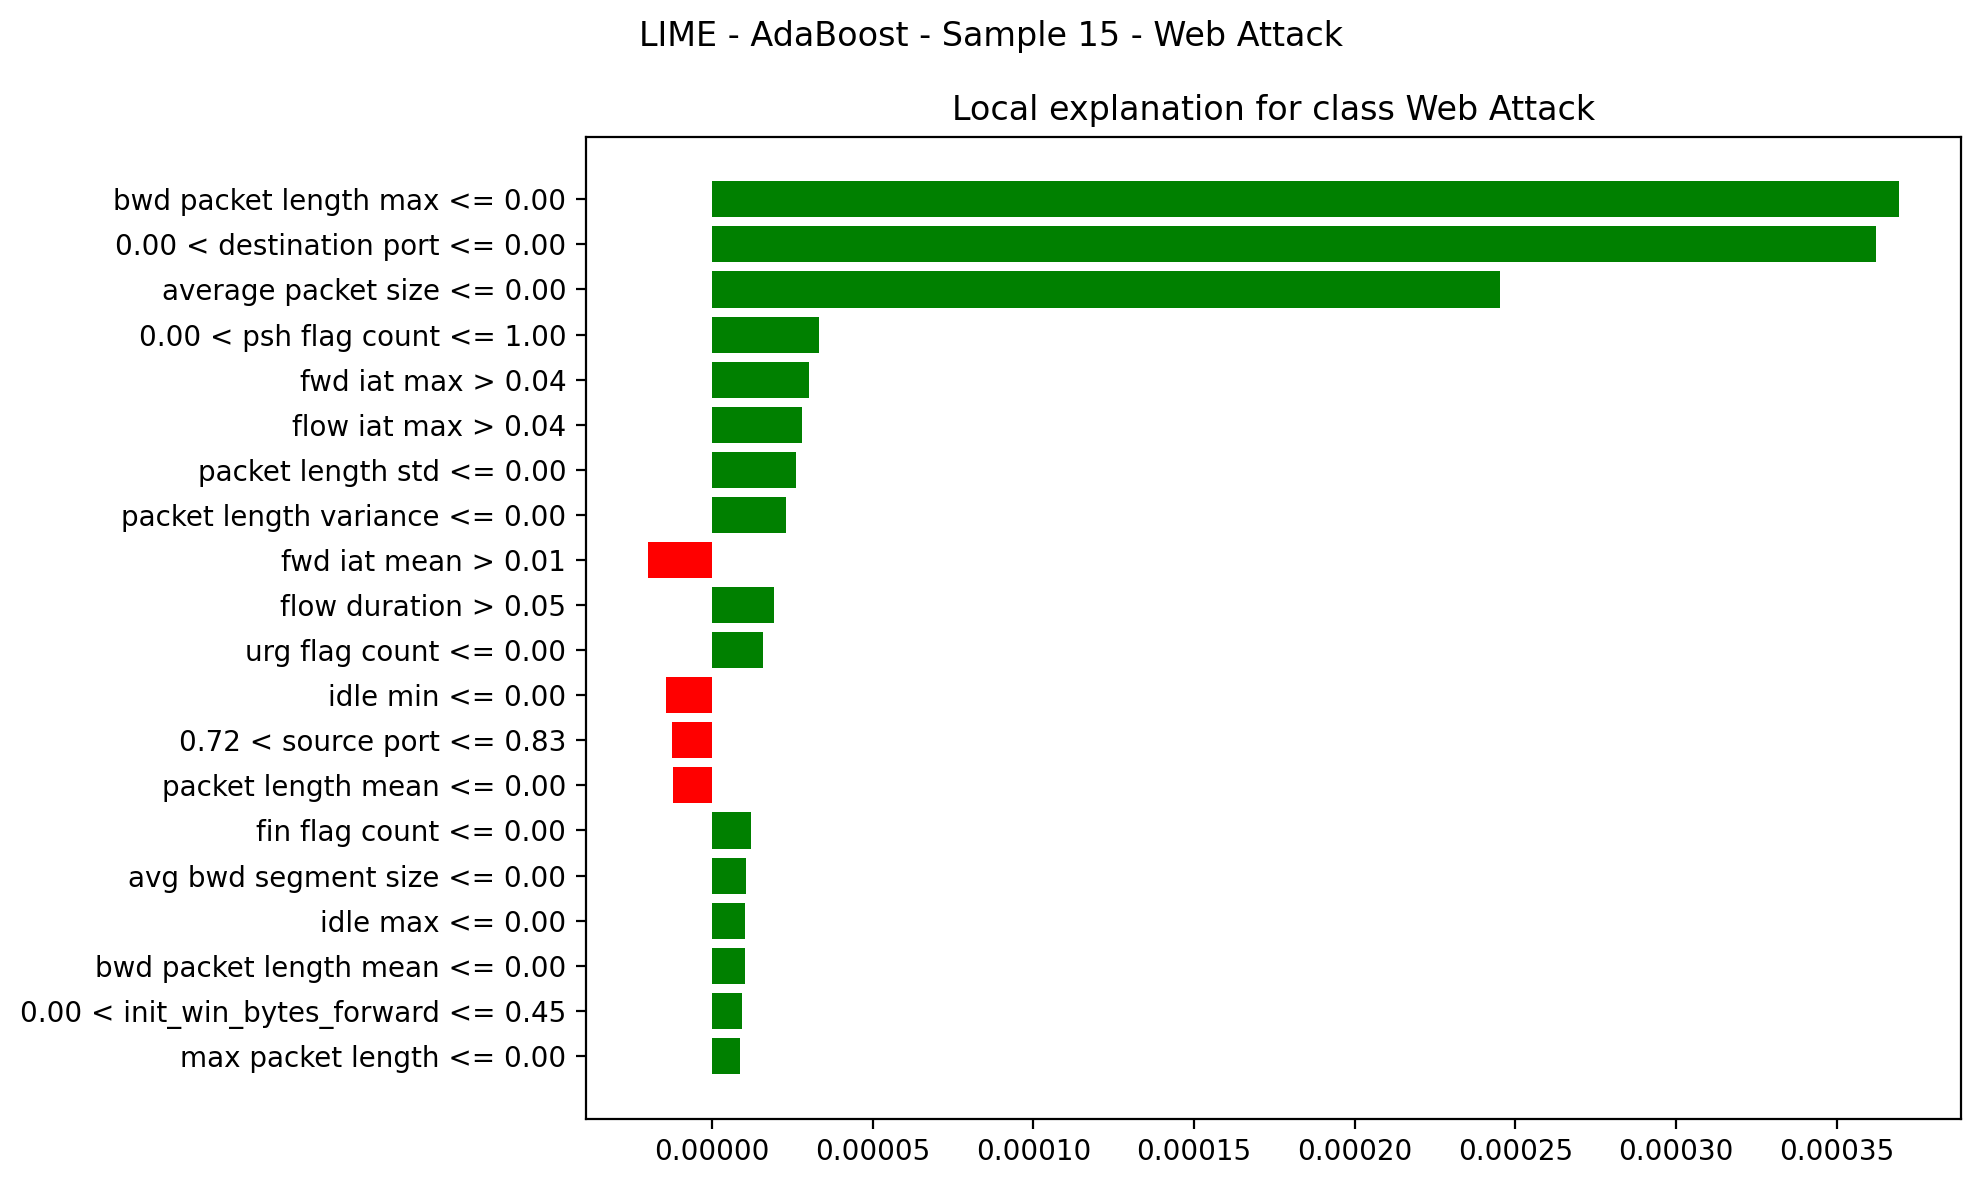 LIME - AdaBoost - Sample 15 - Web Attack
Local explanation for class Web Attack
bwd packet length max <= 0.00
0.00 < destination port <= 0.00
average packet size <= 0.00
0.00 < psh flag count <= 1.00
fwd iat max > 0.04
flow iat max > 0.04
packet length std <= 0.00
packet length variance <= 0.00
fwd iat mean > 0.01
flow duration > 0.05
urg flag count <= 0.00
idle min <= 0.00
0.72 < source port <= 0.83
packet length mean <= 0.00
fin flag count <= 0.00
avg bwd segment size <= 0.00
idle max <= 0.00
bwd packet length mean <= 0.00
0.00 < init_win_bytes_forward <= 0.45
max packet length <= 0.00
0.00000 0.00005 0.00010 0.00015 0.00020 0.00025 0.00030 0.00035